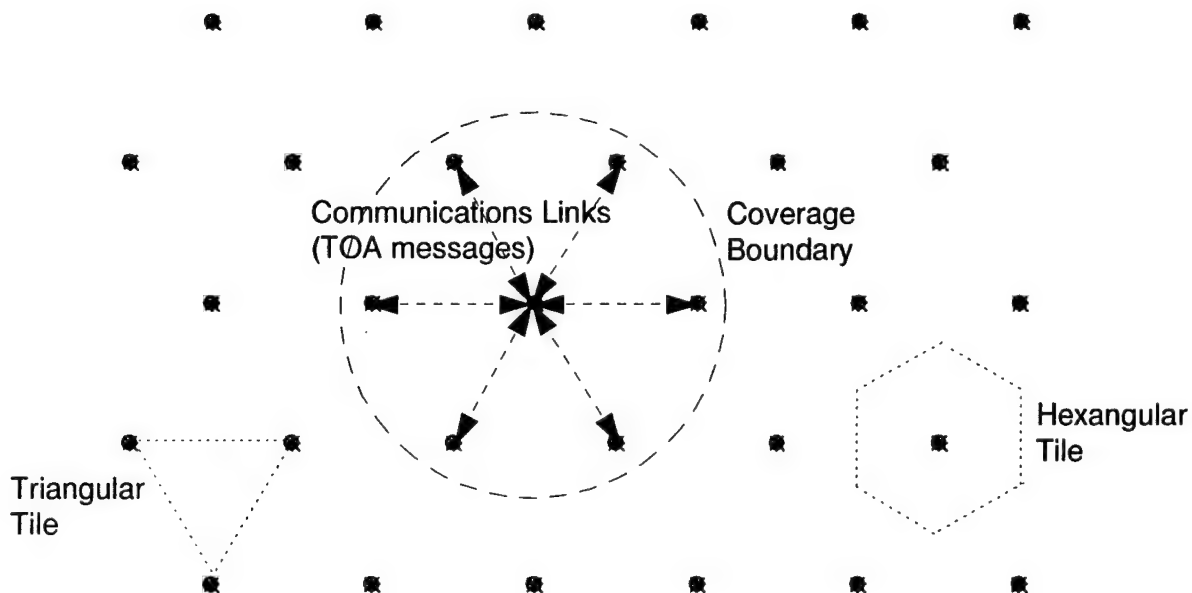 Communications Links
(TOA messages)
Coverage
Boundary
Hexangular
Tile
Triangular
Tile